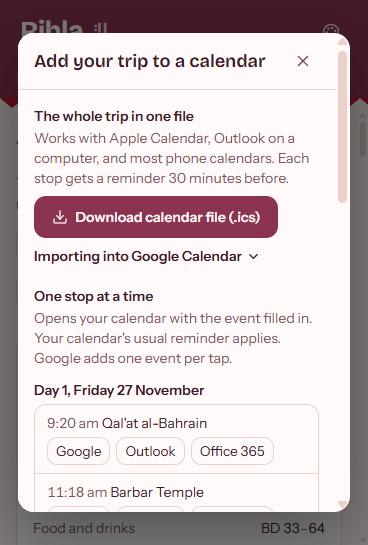 Rihla
Add your trip to a calendar
The whole trip in one file
Works with Apple Calendar, Outlook on a
computer, and most phone calendars. Each
stop gets a reminder 30 minutes before.
Download calendar file (.ics)
Importing into Google Calendar
One stop at a time
Opens your calendar with the event filled in.
Your calendar's usual reminder applies.
Google adds one event per tap.
Day 1, Friday 27 November
9:20 am Qal'at al-Bahrain
Google Outlook Office 365
11:18 am Barbar Temple
Food and drinks BD 33–64